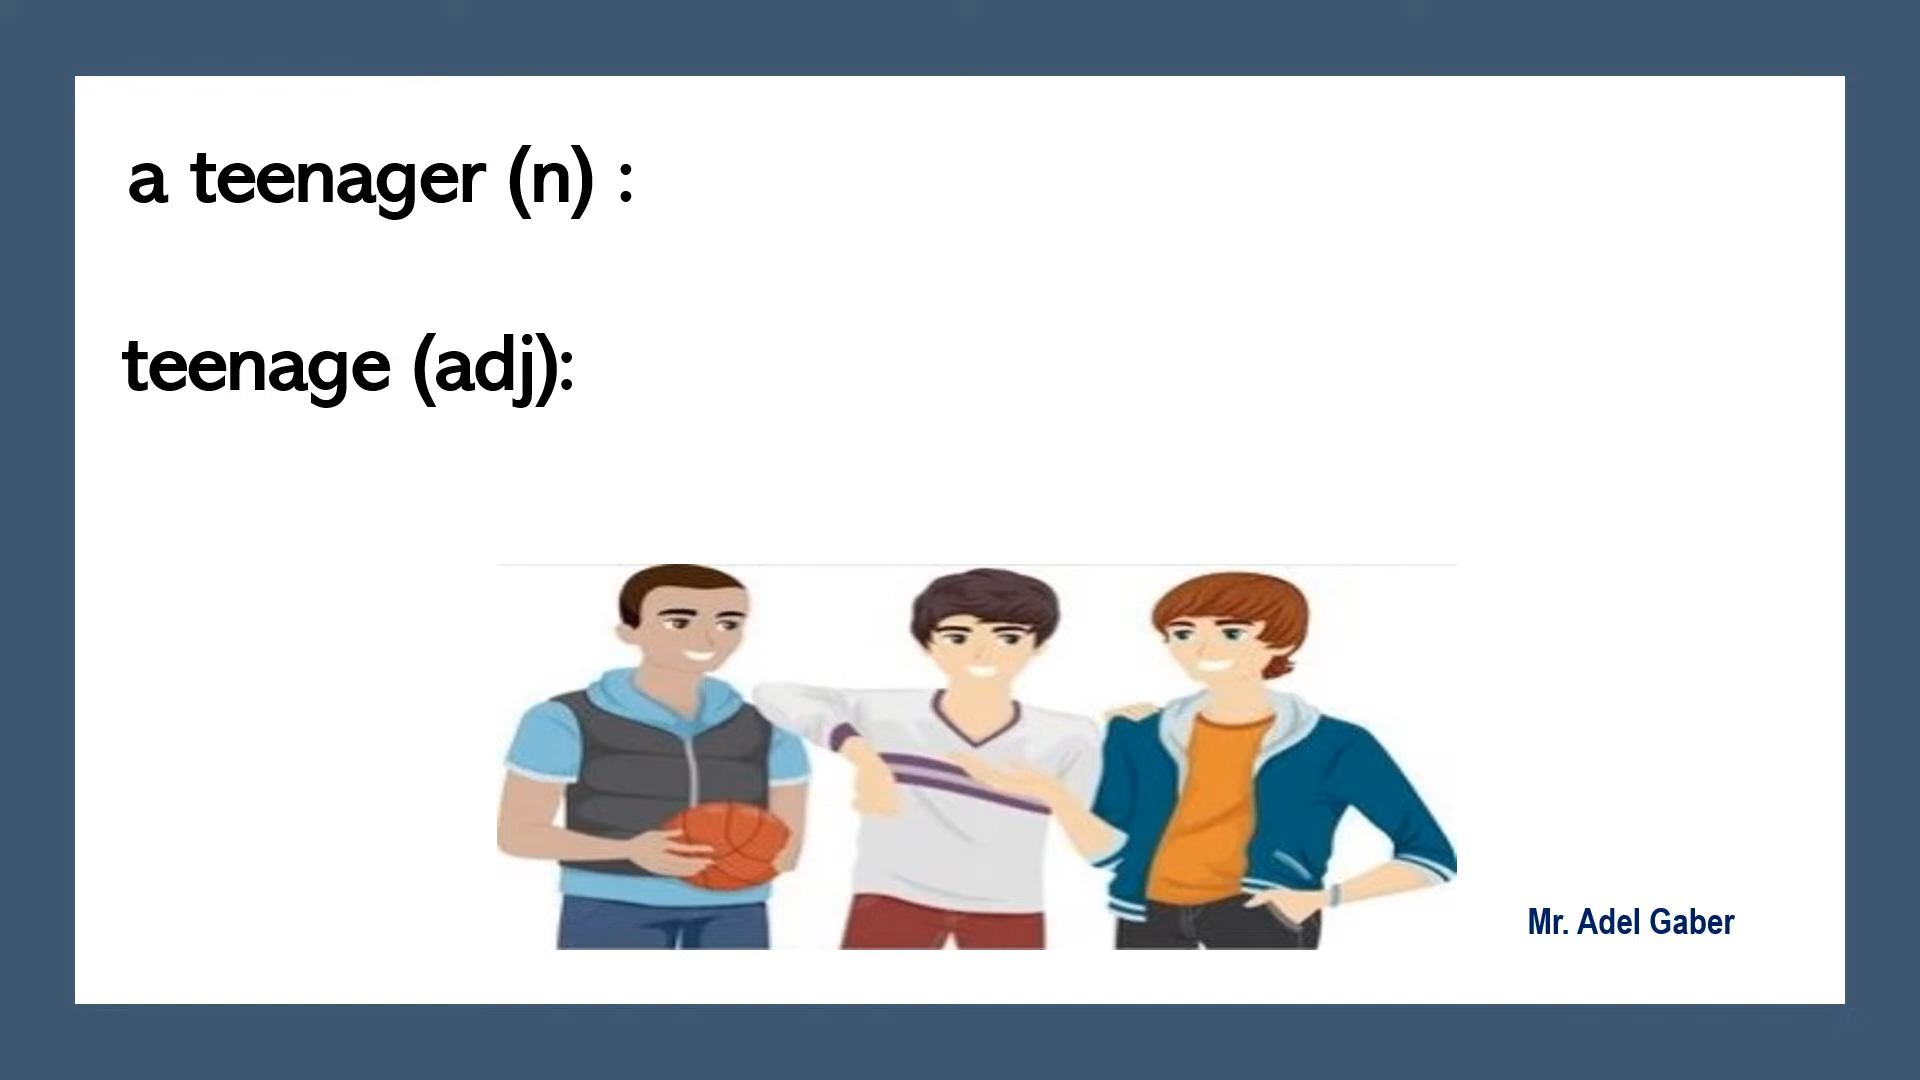 a teenager (n) :
teenage (adj):
Mr. Adel Gaber